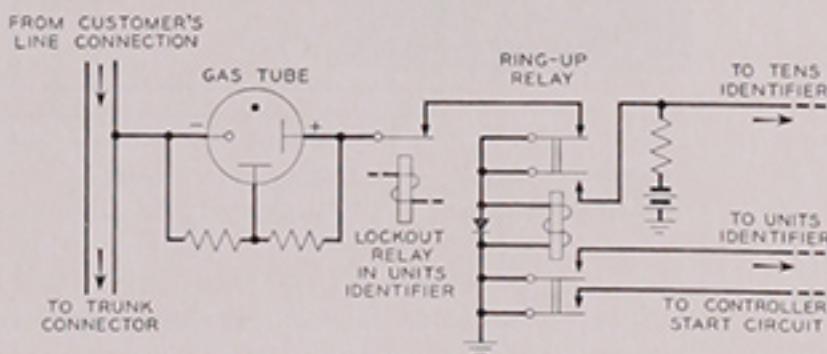 FROM CUSTOMER'S
LINE CONNECTION
GAS TUBE
RING-UP
RELAY
TO TENS
IDENTIFIER
- +
LOCKOUT
RELAY
IN UNITS
IDENTIFIER
TO UNITS
IDENTIFIER
TO TRUNK
CONNECTOR
TO CONTROLLER
START CIRCUIT